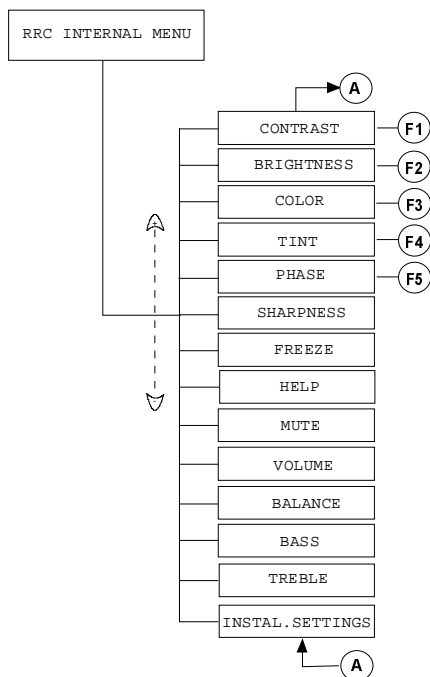 RRC INTERNAL MENU
A
CONTRAST F1
BRIGHTNESS F2
COLOR F3
+
TINT F4
PHASE F5
SHARPNESS
FREEZE
HELP
-
MUTE
VOLUME
BALANCE
BASS
TREBLE
INSTAL.SETTINGS
A